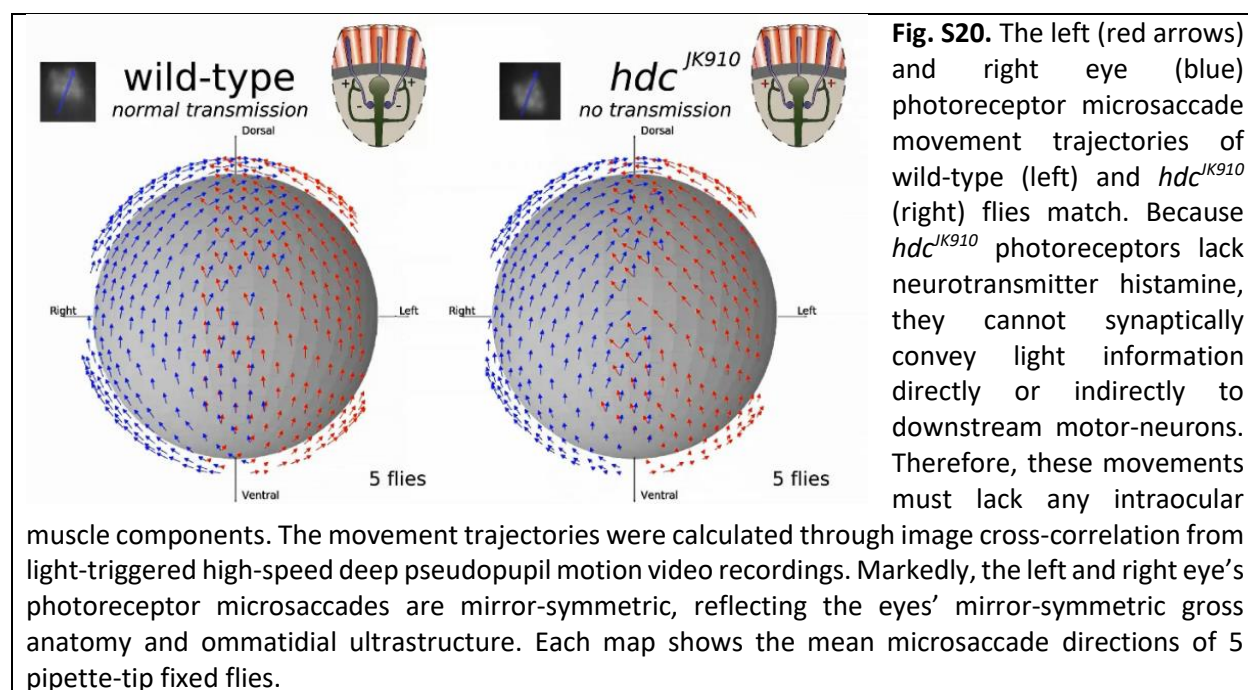 wild-type
normal transmission
hdc JK910
no transmission
Dorsal
Dorsal
Right
Left
Right
Left
+ - - +
+ +
5 flies
5 flies
Ventral
Ventral
Fig. S20. The left (red arrows)
and right eye (blue)
photoreceptor microsaccade
movement trajectories of
wild-type (left) and hdcJK910
(right) flies match. Because
hdcJK910 photoreceptors lack
neurotransmitter histamine,
they cannot synaptically
convey light information
directly or indirectly to
downstream motor-neurons.
Therefore, these movements
must lack any intraocular
muscle components. The movement trajectories were calculated through image cross-correlation from
light-triggered high-speed deep pseudopupil motion video recordings. Markedly, the left and right eye’s
photoreceptor microsaccades are mirror-symmetric, reflecting the eyes’ mirror-symmetric gross
anatomy and ommatidial ultrastructure. Each map shows the mean microsaccade directions of 5
pipette-tip fixed flies.